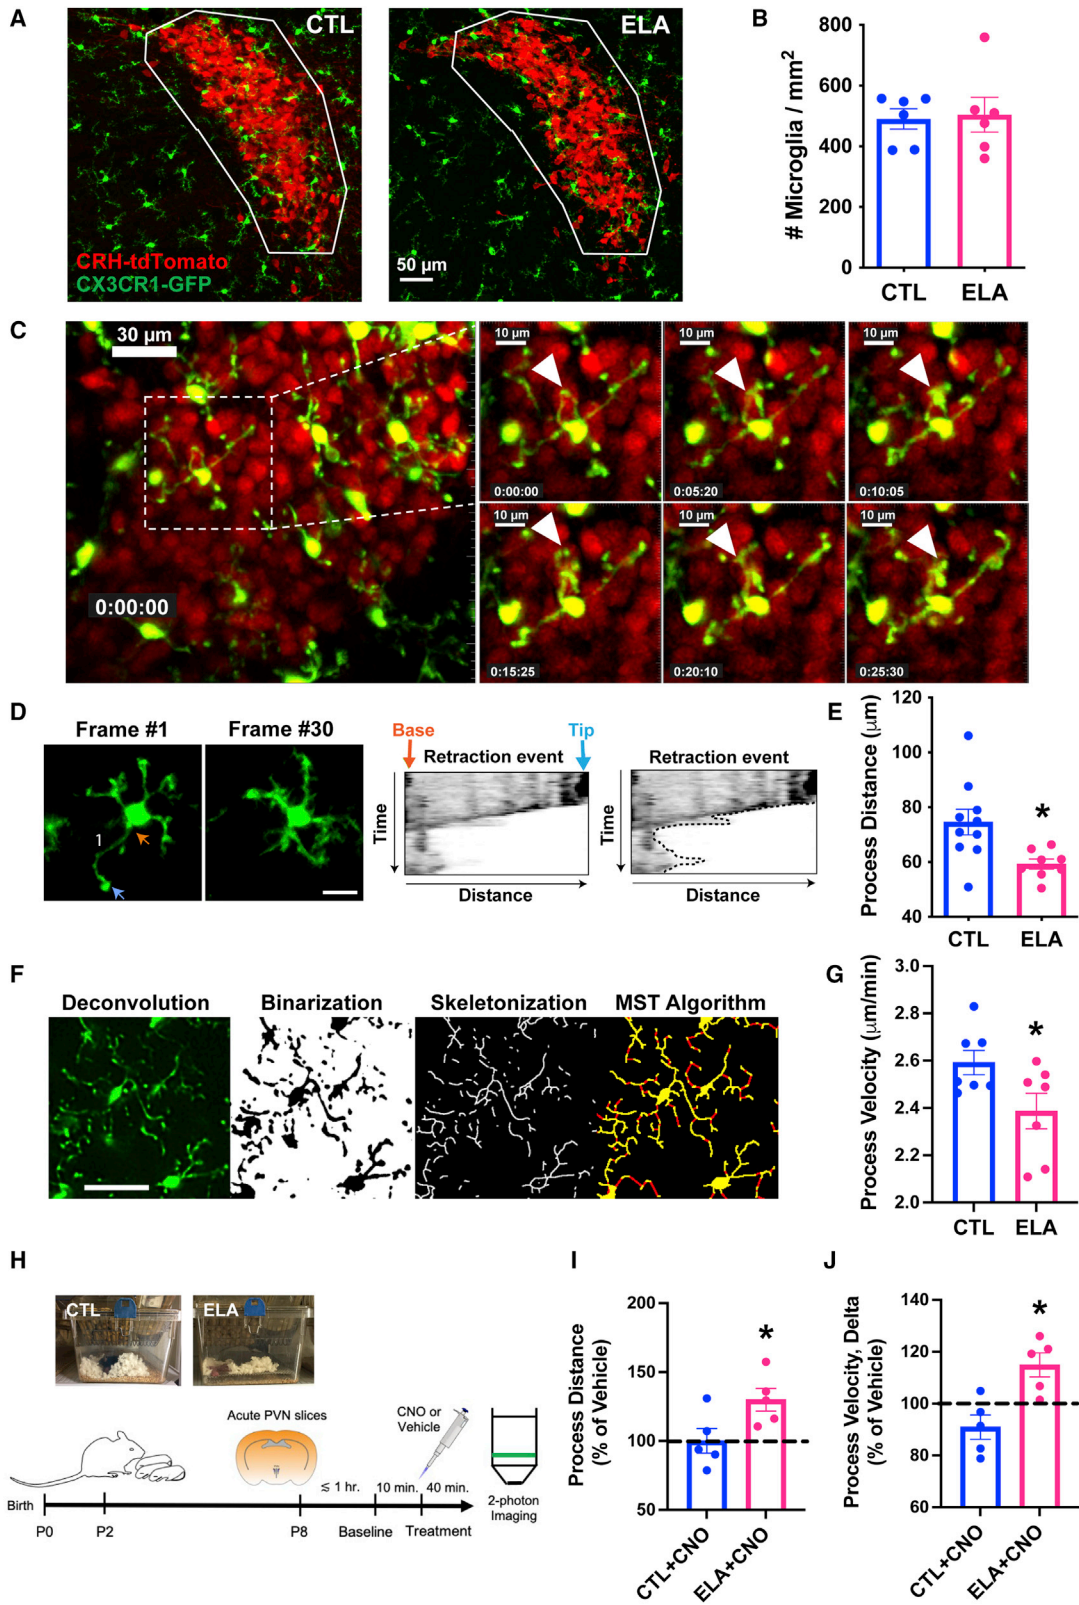 A
CTL
CRH-tdTomato
CX3CR1-GFP
ELA
50 µm
B
# Microglia / mm2
800
600
400
200
0
CTL
ELA
C
30 µm
0:00:00
10 µm
0:00:00
10 µm
0:05:20
10 µm
0:10:05
10 µm
0:15:25
10 µm
0:20:10
10 µm
0:25:30
D
Frame #1
1
Frame #30
Base
Tip
Retraction event
Time
Distance
Retraction event
Time
Distance
E
Process Distance (µm)
120
100
80
60
40
*
CTL
ELA
F
Deconvolution
Binarization
Skeletonization
MST Algorithm
G
Process Velocity (µm/min)
3.0
2.8
2.6
2.4
2.2
2.0
*
CTL
ELA
H
CTL
ELA
Acute PVN slices
CNO or
Vehicle
≤ 1 hr.
10 min.
40 min.
Birth
P0
P2
P8
Baseline
Treatment
2-photon
Imaging
I
Process Distance
(% of Vehicle)
200
150
100
50
*
CTL+CNO
ELA+CNO
J
Process Velocity, Delta
(% of Vehicle)
140
120
100
80
60
*
CTL+CNO
ELA+CNO